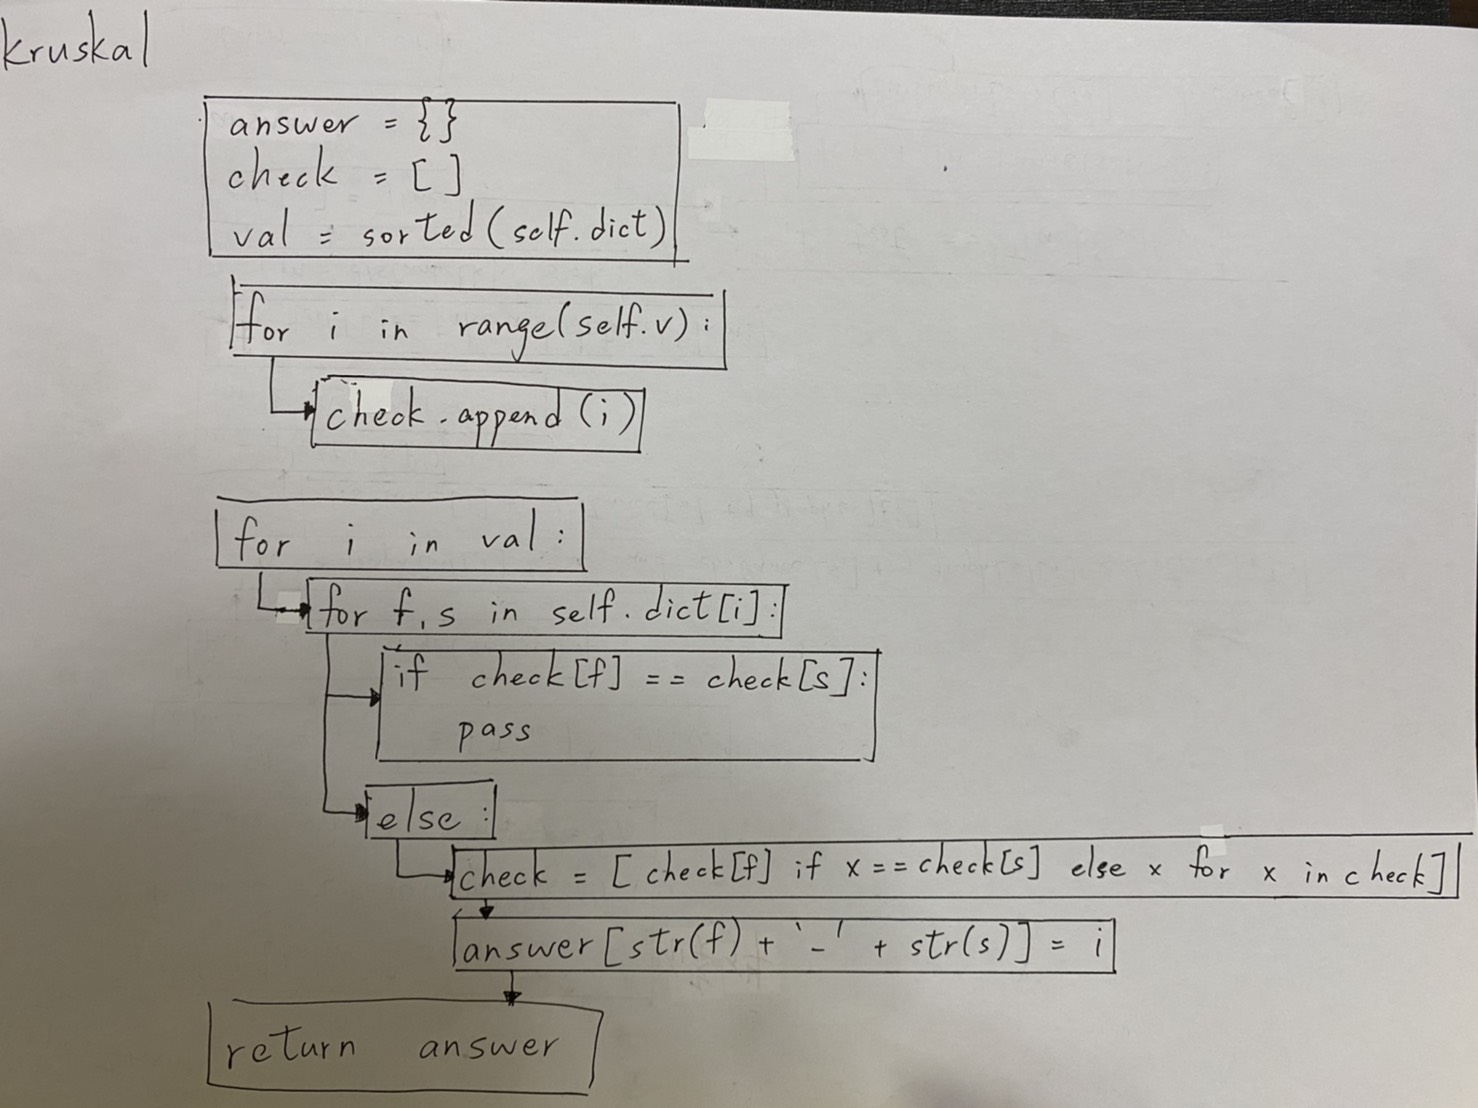 kruskal
answer = {}
check = []
val = sorted(self.dict)
for i in range(self.v):
check.append(i)
for i in val:
for f,s in self.dict[i]:
if check[f] == check[s]:
pass
else:
check = [check[f] if x==check[s] else x for x in check]
answer[str(f)+'-'+str(s)] = i
return answer